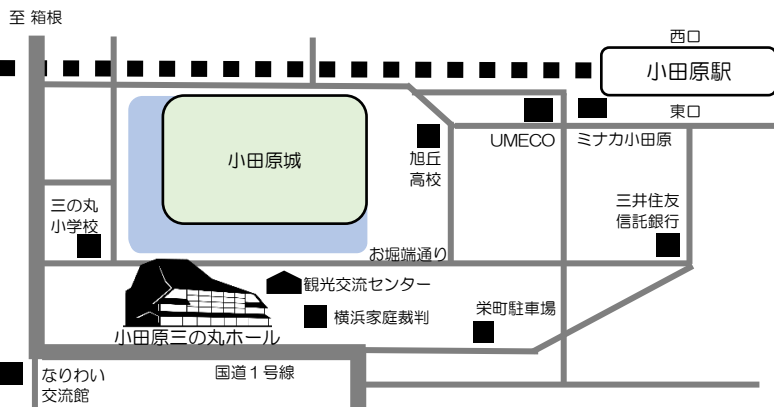 至 箱根
西口
小田原駅
東口
UMECO
ミナカ小田原
旭丘
高校
小田原城
三の丸
小学校
三井住友
信託銀行
お堀端通り
観光交流センター
栄町駐車場
横浜家庭裁判
小田原三の丸ホール
国道1号線
なりわい
交流館